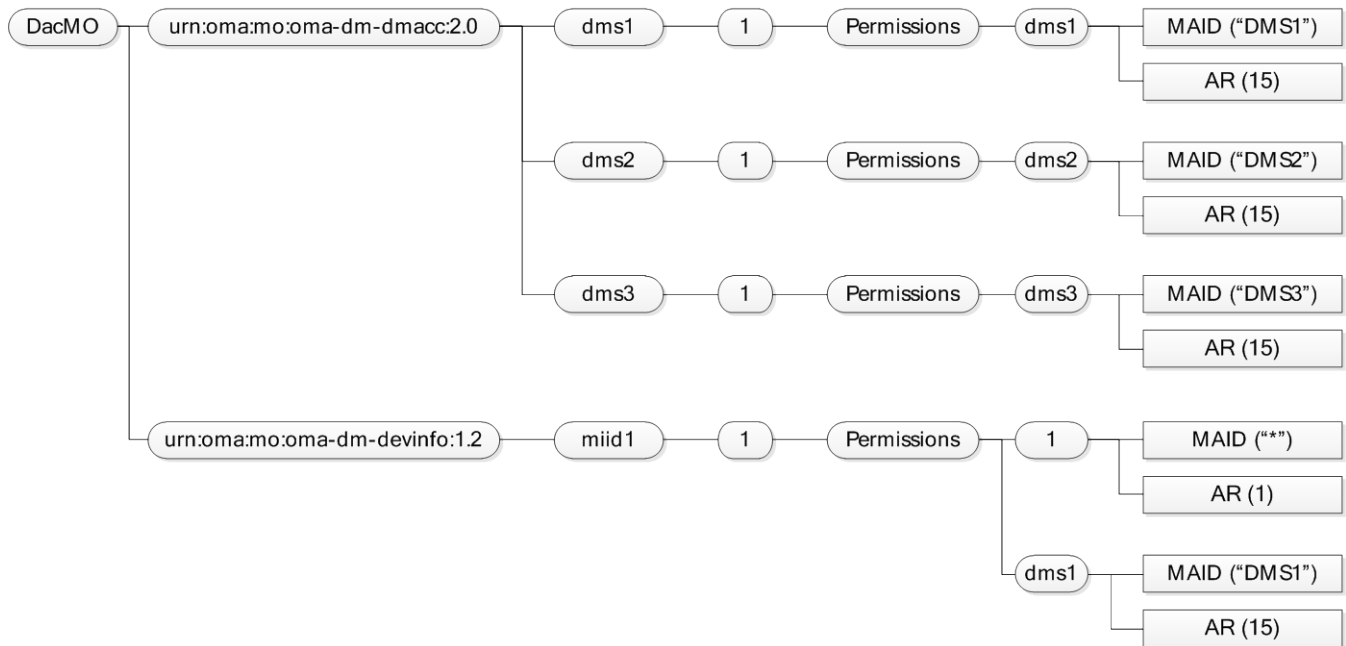 DacMO urn:oma:mo:oma-dm-dmacc:2.0 dms1 1 Permissions dms1 MAID (“DMS1”)
AR (15)
dms2 1 Permissions dms2 MAID (“DMS2”)
AR (15)
dms3 1 Permissions dms3 MAID (“DMS3”)
AR (15)
urn:oma:mo:oma-dm-devinfo:1.2 miid1 1 Permissions 1 MAID (“*”)
AR (1)
dms1 MAID (“DMS1”)
AR (15)